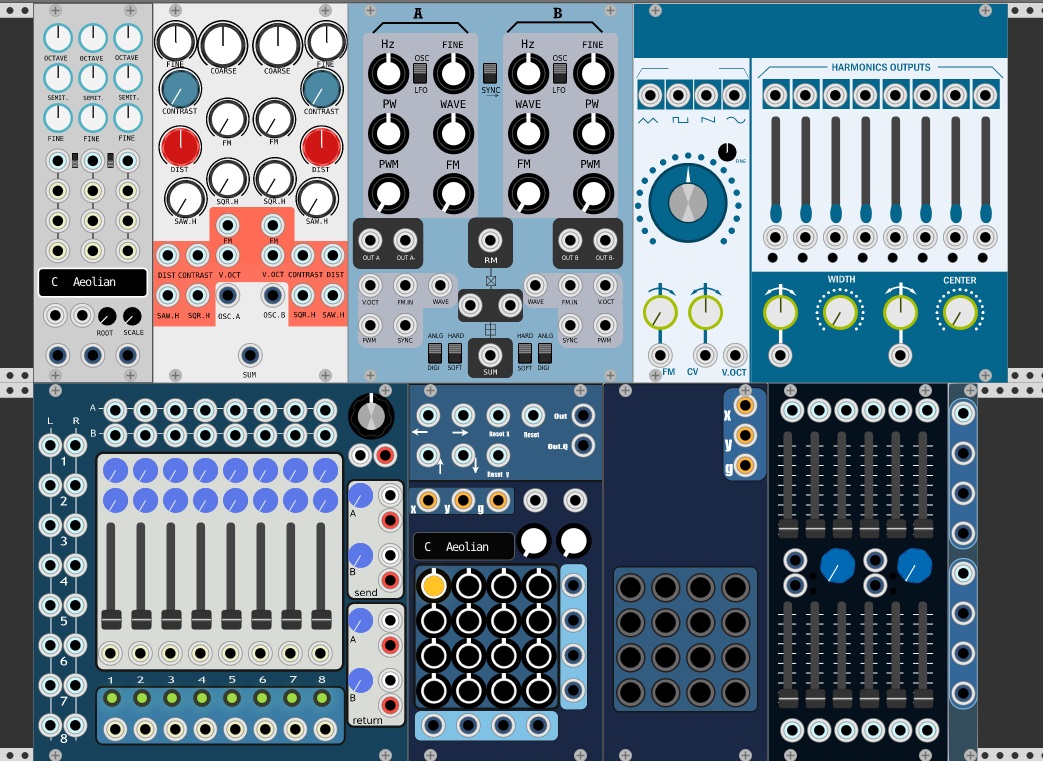 OCTAVE OCTAVE OCTAVE
SEMIT. SEMIT. SEMIT.
FINE FINE FINE
C Aeolian
ROOT SCALE
FINE COARSE COARSE FINE
CONTRAST CONTRAST
FM FM
DIST DIST
SQR.H SQR.H
SAW.H SAW.H
FM FM
DIST CONTRAST V.OCT V.OCT CONTRAST DIST
SAW.H SQR.H OSC.A OSC.B SQR.H SAW.H
SUM
A B
Hz FINE Hz FINE
OSC OSC
LFO SYNC LFO
PW WAVE WAVE PW
PWM FM FM PWM
OUT A OUT A- RM OUT B OUT B-
V.OCT FM.IN WAVE WAVE FM.IN V.OCT
PWM SYNC SYNC PWM
ANLG HARD HARD ANLG
DIGI SOFT SUM SOFT DIGI
FINE
FM CV V.OCT
HARMONICS OUTPUTS
WIDTH CENTER
A
B
L R
1
2
3
4
5
6
7
8
1 2 3 4 5 6 7 8
A
B
send
A
B
return
Out
Reset X Reset
Out.Q
Reset Y
x y g
C Aeolian
x
y
g